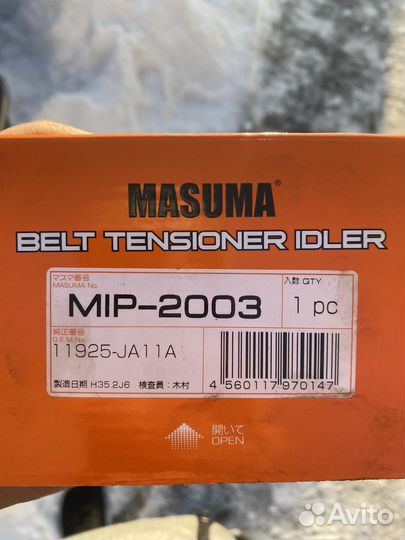 MASUMA®
BELT TENSIONER IDLER
マスマ番号
MASUMA No.
MIP-2003
入数 QTY
1 pc
純正番号
O.E.M.No.
11925-JA11A
製造日期 H35.2J6 検査員：木村
4 560117 970147
開いて
OPEN
Avito